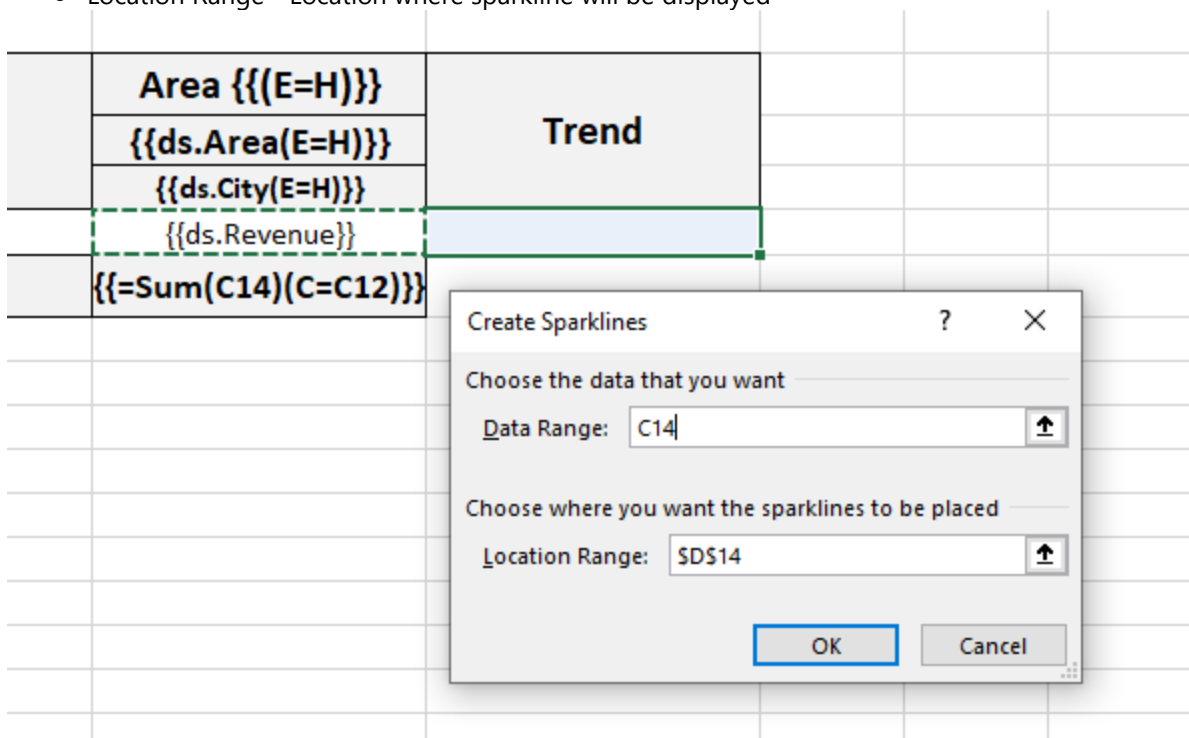 Location Range - Location where sparkline will be displayed
Area {{(E=H)}}
{{ds.Area(E=H)}}
Trend
{{ds.City(E=H)}}
{{ds.Revenue}}
{{=Sum(C14)(C=C12)}}
Create Sparklines ? ×
Choose the data that you want
Data Range: C14
Choose where you want the sparklines to be placed
Location Range: $D$14
OK Cancel